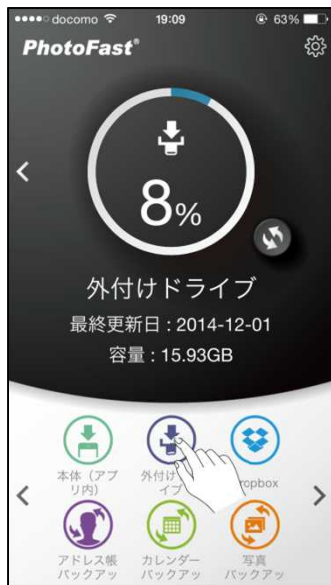 docomo 19:09 63%
PhotoFast®
8%
外付けドライブ
最終更新日 : 2014-12-01
容量 : 15.93GB
本体（アプ
リ内）
外付け
イブ
ropbox
アドレス帳
バックアッ
カレンダー
バックアッ
写真
バックアッ